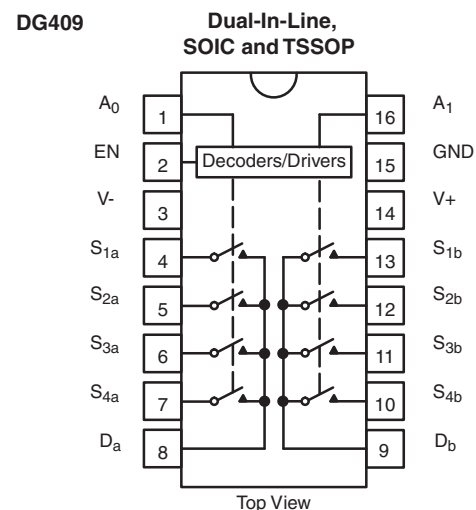 DG409
Dual-In-Line,
SOIC and TSSOP
A0 1 16 A1
EN 2 Decoders/Drivers 15 GND
V- 3 14 V+
S1a 4 13 S1b
S2a 5 12 S2b
S3a 6 11 S3b
S4a 7 10 S4b
Da 8 9 Db
Top View